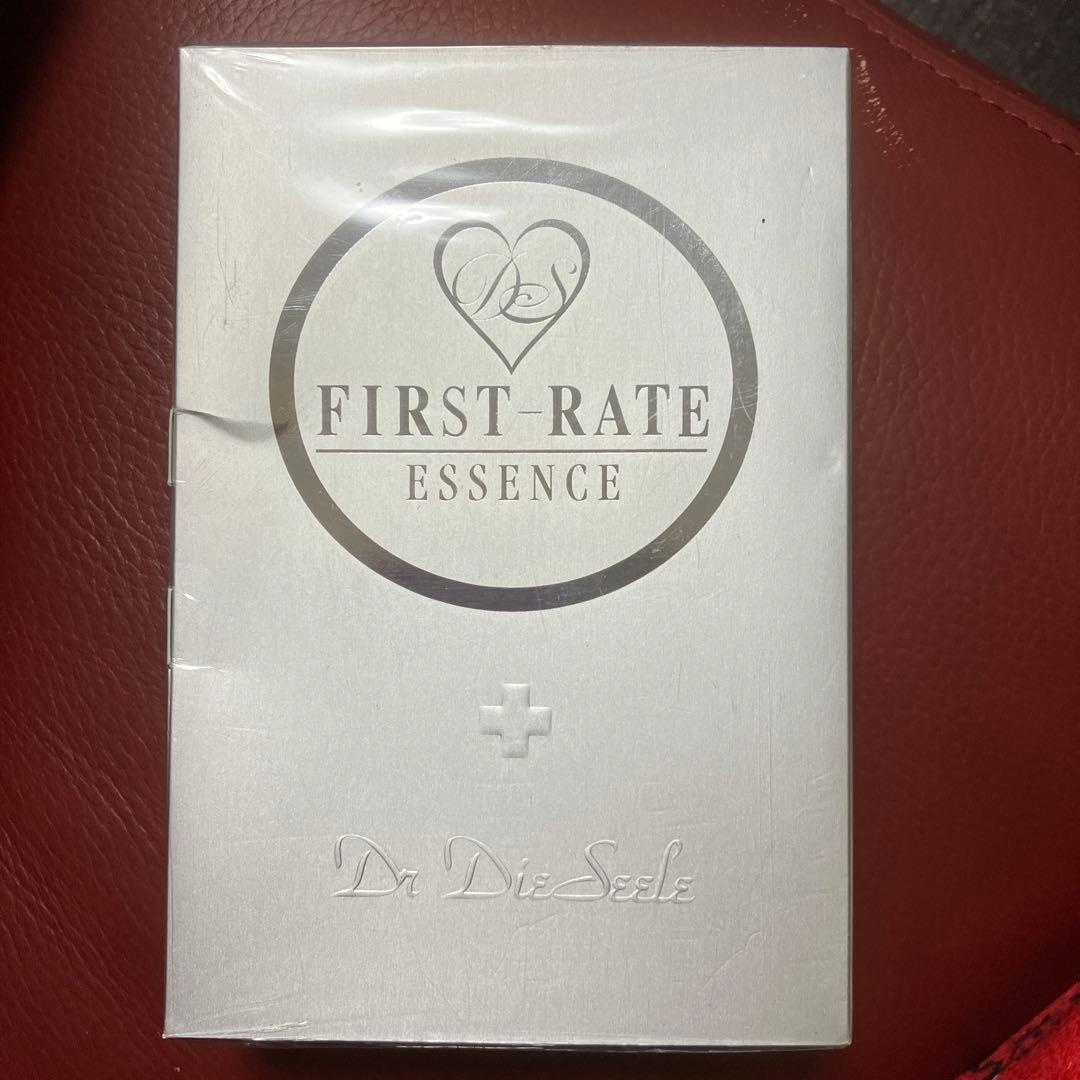 DS
FIRST-RATE
ESSENCE
Dr DieSeele